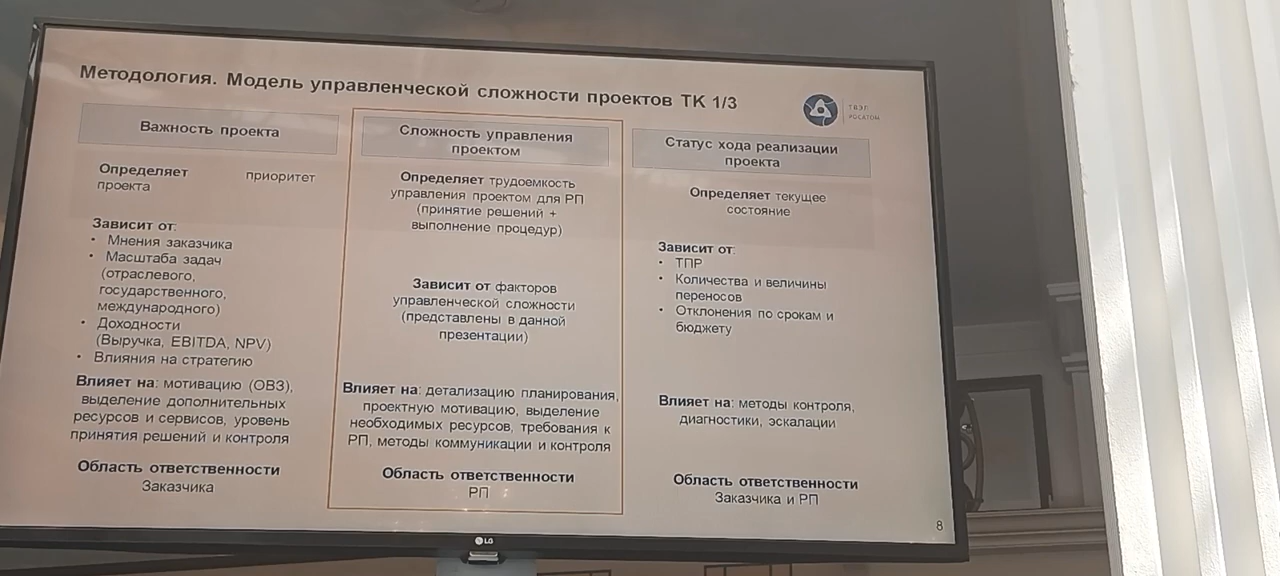 Методология. Модель управленческой сложности проектов ТК 1/3
ТВЭЛ
РОСАТОМ
Важность проекта
Определяет приоритет
проекта
Зависит от:
• Мнения заказчика
• Масштаба задач
(отраслевого,
государственного,
международного)
• Доходности
(Выручка, EBITDA, NPV)
• Влияния на стратегию
Влияет на: мотивацию (ОВЗ),
выделение дополнительных
ресурсов и сервисов, уровень
принятия решений и контроля
Область ответственности
Заказчика
Сложность управления
проектом
Определяет трудоемкость
управления проектом для РП
(принятие решений +
выполнение процедур)
Зависит от факторов
управленческой сложности
(представлены в данной
презентации)
Влияет на: детализацию планирования,
проектную мотивацию, выделение
необходимых ресурсов, требования к
РП, методы коммуникации и контроля
Область ответственности
РП
Статус хода реализации
проекта
Определяет текущее
состояние
Зависит от:
• ТПР
• Количества и величины
переносов
• Отклонения по срокам и
бюджету
Влияет на: методы контроля,
диагностики, эскалации
Область ответственности
Заказчика и РП
8
LG